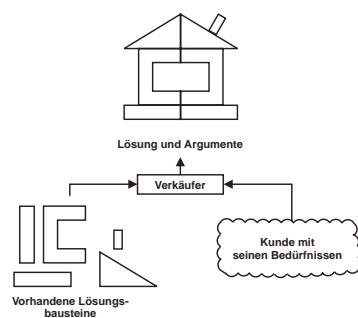 Lösung und Argumente
Verkäufer
Kunde mit
seinen Bedürfnissen
Vorhandene Lösungs-
bausteine